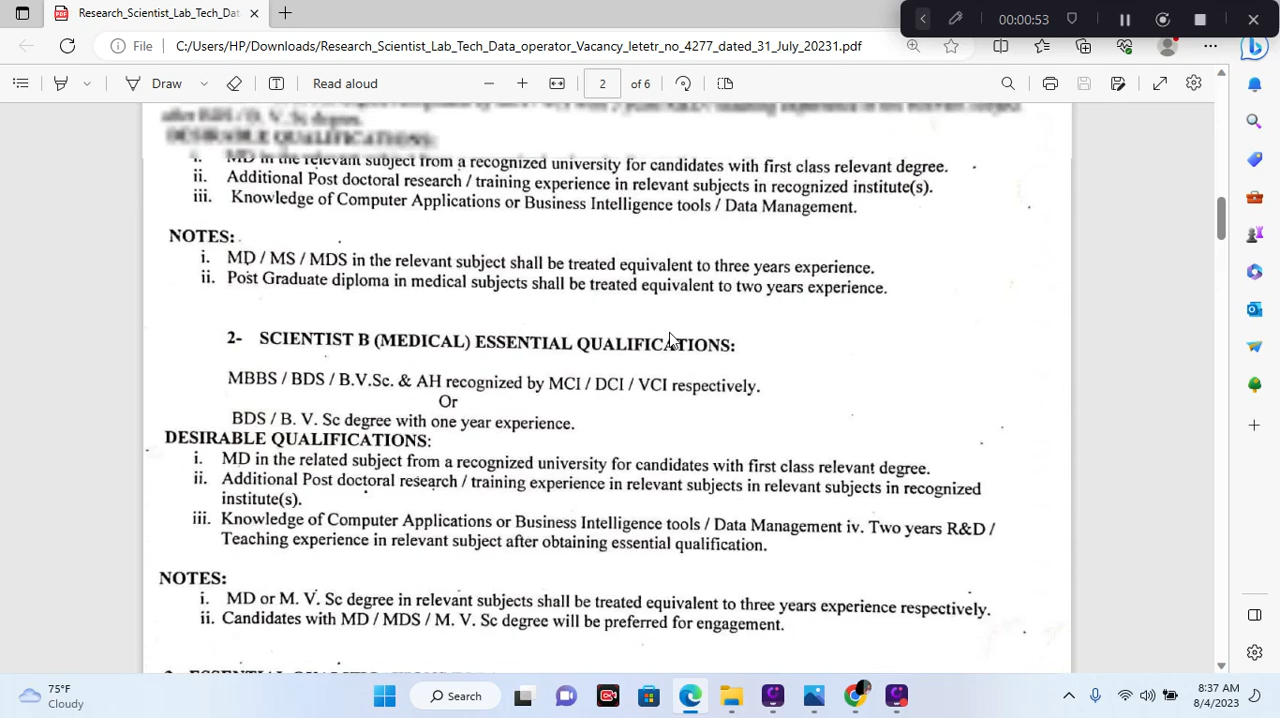 Research_Scientist_Lab_Tech_Dat
00:00:53
File
C:/Users/HP/Downloads/Research_Scientist_Lab_Tech_Data_operator_Vacancy_letetr_no_4277_dated_31_July_20231.pdf
Draw
Read aloud
2
of 6
after BDS / D. V. Sc degree.
DESIRABLE QUALIFICATIONS:
i. MD in the relevant subject from a recognized university for candidates with first class relevant degree.
ii. Additional Post doctoral research / training experience in relevant subjects in recognized institute(s).
iii. Knowledge of Computer Applications or Business Intelligence tools / Data Management.
NOTES:
i. MD / MS / MDS in the relevant subject shall be treated equivalent to three years experience.
ii. Post Graduate diploma in medical subjects shall be treated equivalent to two years experience.
2- SCIENTIST B (MEDICAL) ESSENTIAL QUALIFICATIONS:
MBBS / BDS / B.V.Sc. & AH recognized by MCI / DCI / VCI respectively.
Or
BDS / B. V. Sc degree with one year experience.
DESIRABLE QUALIFICATIONS:
i. MD in the related subject from a recognized university for candidates with first class relevant degree.
ii. Additional Post doctoral research / training experience in relevant subjects in relevant subjects in recognized
institute(s).
iii. Knowledge of Computer Applications or Business Intelligence tools / Data Management iv. Two years R&D /
Teaching experience in relevant subject after obtaining essential qualification.
NOTES:
i. MD or M. V. Sc degree in relevant subjects shall be treated equivalent to three years experience respectively.
ii. Candidates with MD / MDS / M. V. Sc degree will be preferred for engagement.
75°F
Cloudy
Search
8:37 AM
8/4/2023